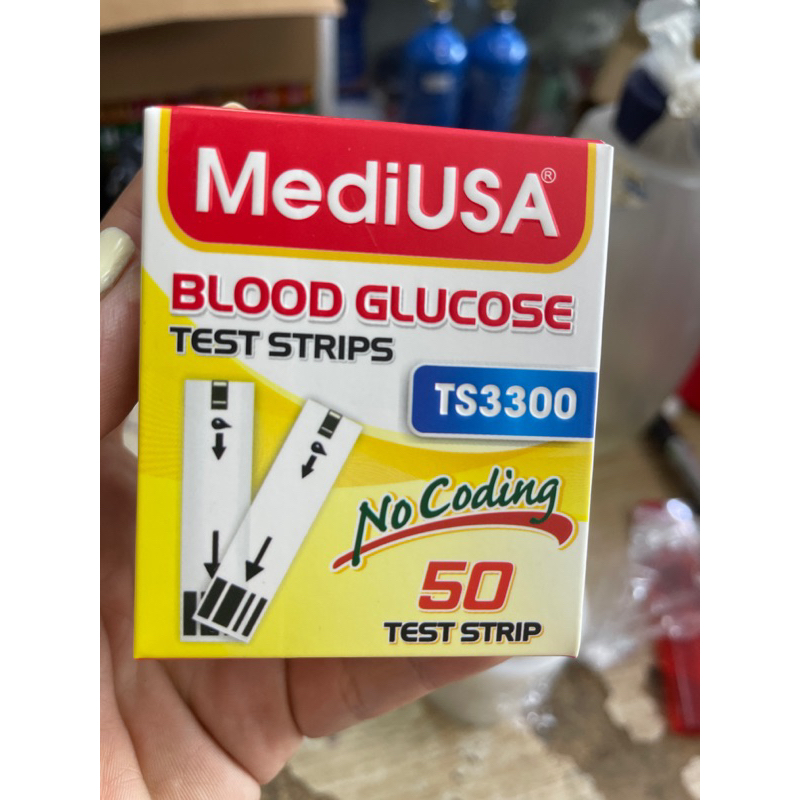 MediUSA®
BLOOD GLUCOSE
TEST STRIPS
TS3300
No Coding
50
TEST STRIP